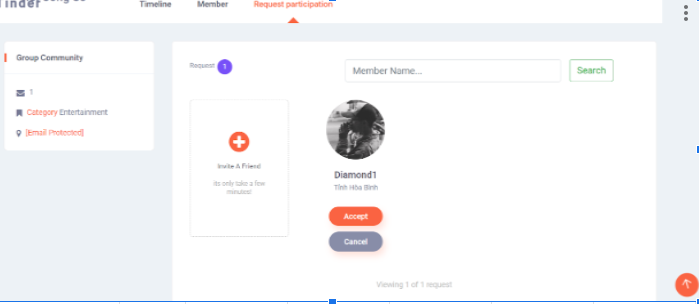 Timeline Member Request participation
Group Community
1
Category Entertainment
[Email Protected]
Request 1
Member Name...
Search
Invite A Friend
Its only take a few
minutes!
Diamond1
Tỉnh Hòa Bình
Accept
Cancel
Viewing 1 of 1 request